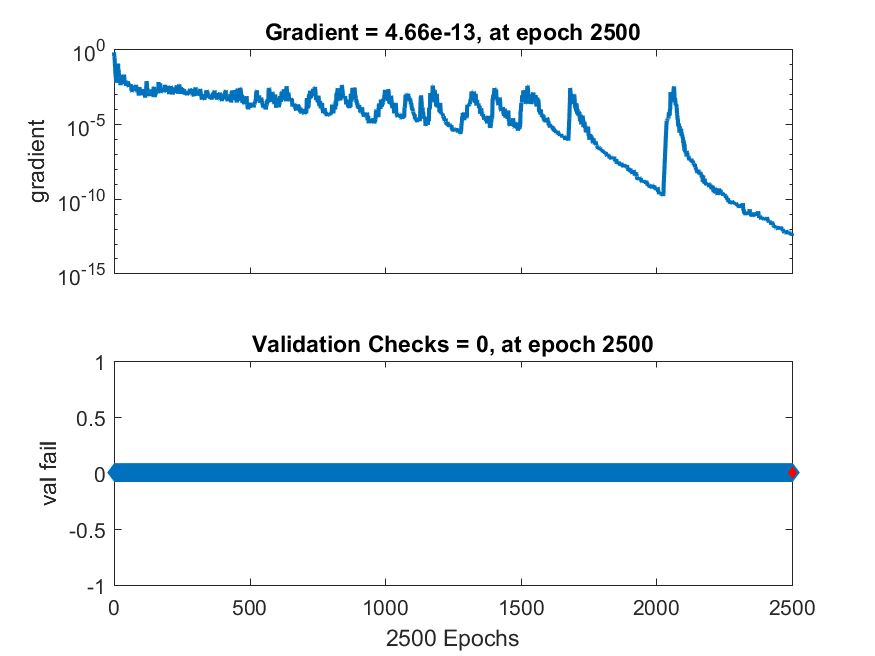 Gradient = 4.66e-13, at epoch 2500
10^0
10^-5
10^-10
10^-15
gradient
Validation Checks = 0, at epoch 2500
1
0.5
0
-0.5
-1
val fail
0 500 1000 1500 2000 2500
2500 Epochs